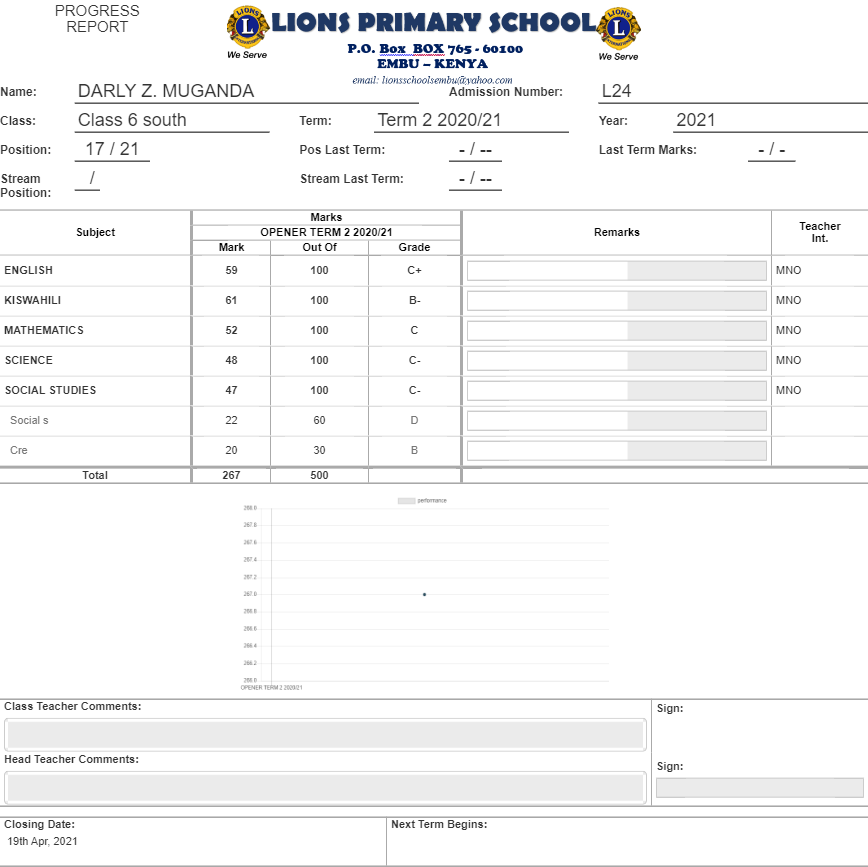 PROGRESS
REPORT
L
We Serve
LIONS PRIMARY SCHOOL
L
We Serve
P.O. Box BOX 765 - 60100
EMBU – KENYA
email: lionsschoolsembu@yahoo.com
Name: DARLY Z. MUGANDA Admission Number: L24
Class: Class 6 south Term: Term 2 2020/21 Year: 2021
Position: 17 / 21 Pos Last Term: - / -- Last Term Marks: - / -
Stream Position: / Stream Last Term: - / --
Subject Marks Remarks Teacher Int.
OPENER TERM 2 2020/21
Mark Out Of Grade
ENGLISH 59 100 C+ MNO
KISWAHILI 61 100 B- MNO
MATHEMATICS 52 100 C MNO
SCIENCE 48 100 C- MNO
SOCIAL STUDIES 47 100 C- MNO
Social s 22 60 D
Cre 20 30 B
Total 267 500
performance
268.0
267.8
267.6
267.4
267.2
267.0
266.8
266.6
266.4
266.2
266.0
OPENER TERM 2 2020/21
Class Teacher Comments: Sign:
Head Teacher Comments:
Sign:
Closing Date: Next Term Begins:
19th Apr, 2021